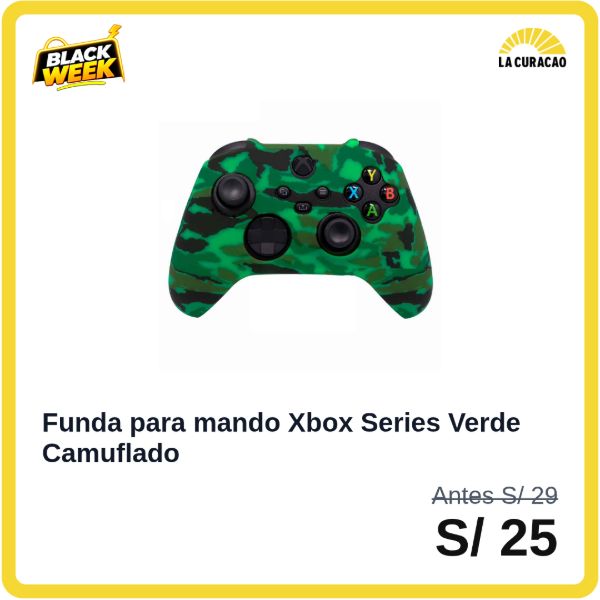 BLACK
WEEK
LA CURACAO
Y
X B
A
Funda para mando Xbox Series Verde
Camuflado
Antes S/ 29
S/ 25